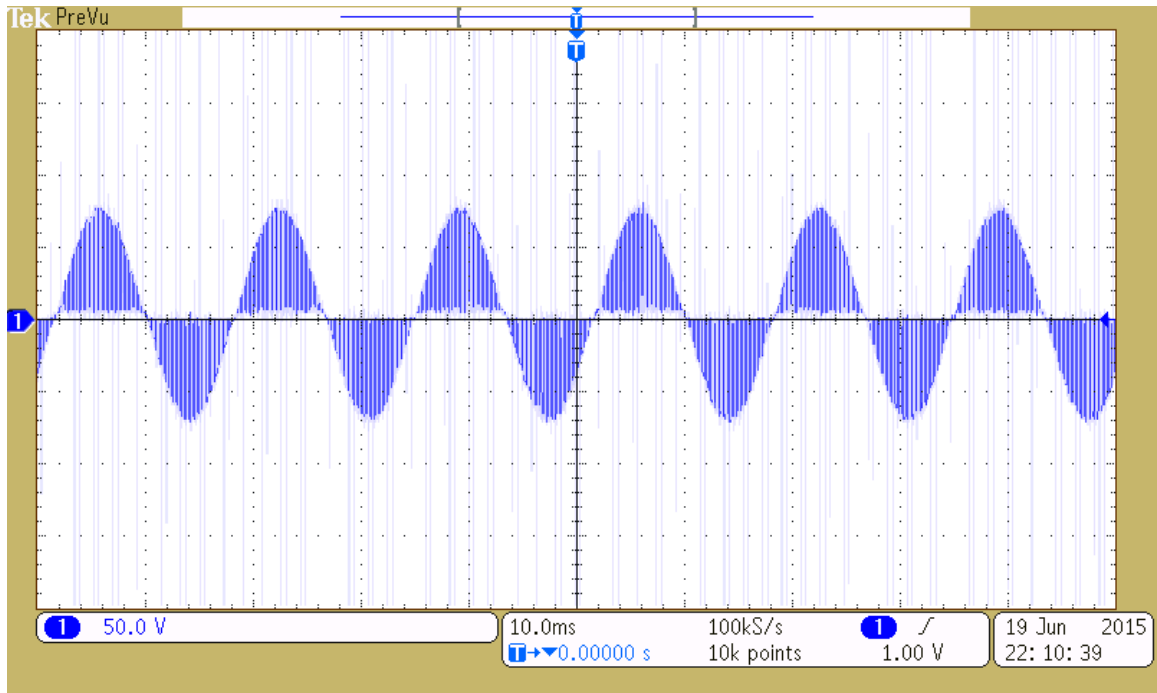 Tek PreVu
T
T
1
1 50.0 V
10.0ms 100kS/s 1 1.00 V
T→▼0.00000 s 10k points
19 Jun 2015
22:10:39